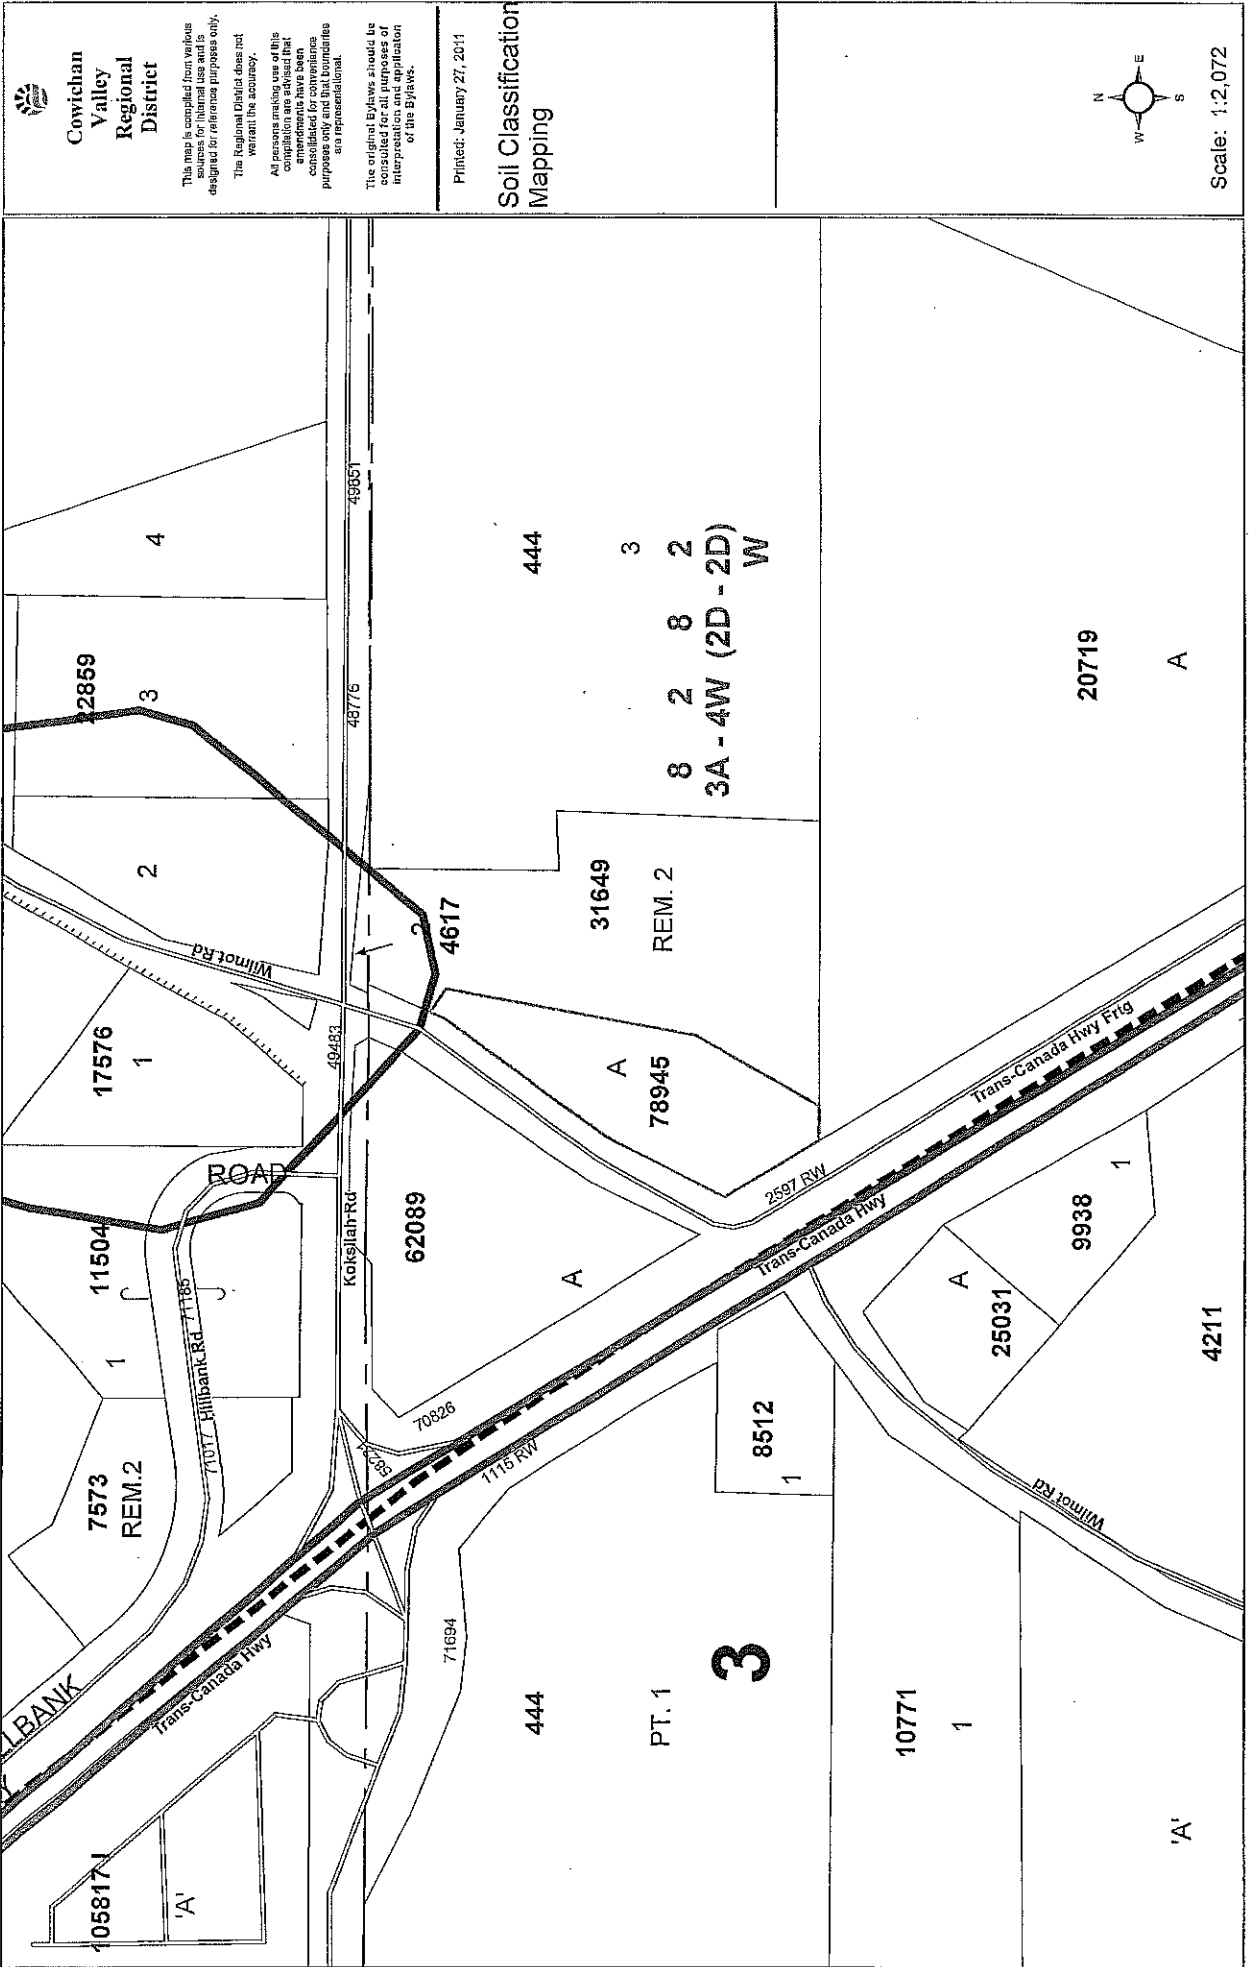 Cowichan
Valley
Regional
District
This map is compiled from various
sources for internal use and is
designed for reference purposes only.
The Regional District does not
warrant the accuracy.
All persons making use of this
compilation are advised that
amendments have been
consolidated for convenience
purposes only and that boundaries
are representational.
The original Bylaws should be
consulted for all purposes of
interpretation and application
of the Bylaws.
Printed: January 27, 2011
Soil Classification
Mapping
N
W
E
S
Scale: 1:2,072
4
22859
3
2
Wilmot Rd
17576
1
ROAD
11504
1
71185
71017 Hillbank Rd
7573
REM.2
LBANK
Y
105817 I
'A'
Trans-Canada Hwy
49851
48776
49483
Koksilah Rd
444
3
8 2 8 2
3A - 4W (2D - 2D)
W
2
4617
31649
REM. 2
A
78945
62089
A
70826
1115 RW
2597 RW
Trans-Canada Hwy
Trans-Canada Hwy Frtg
71694
444
PT. 1
3
8512
1
20719
A
9938
1
A
25031
4211
Wilmot Rd
10771
1
'A'